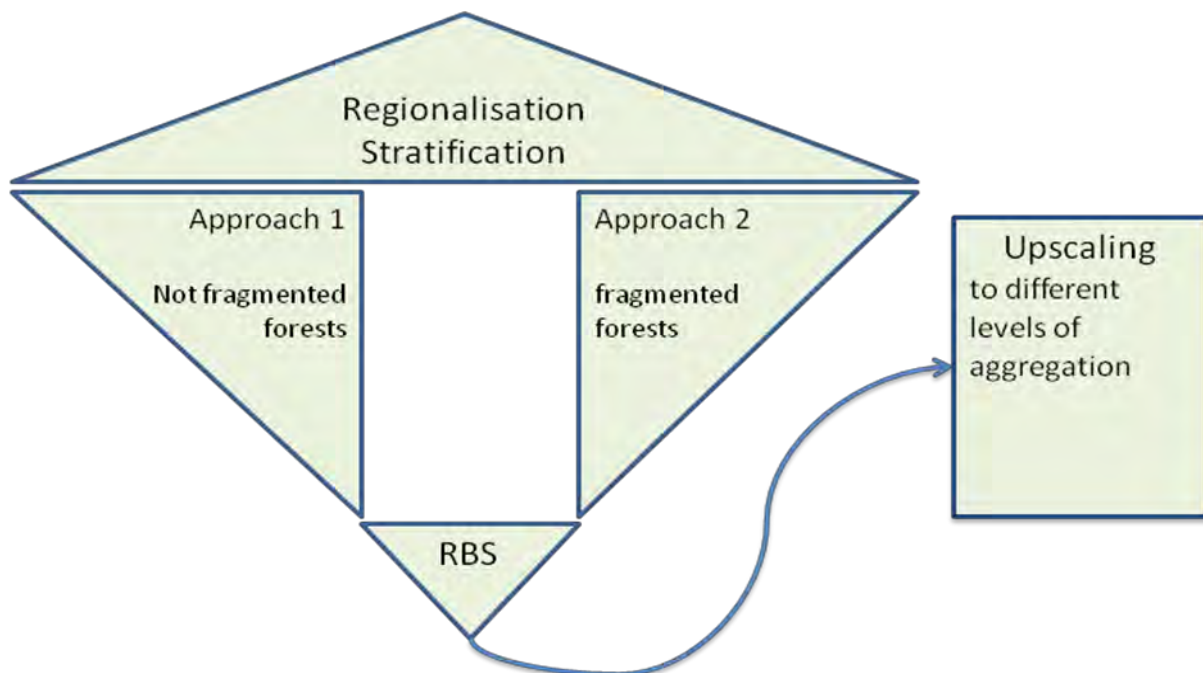 Regionalisation
Stratification
Approach 1
Not fragmented
forests
Approach 2
fragmented
forests
RBS
Upscaling
to different
levels of
aggregation